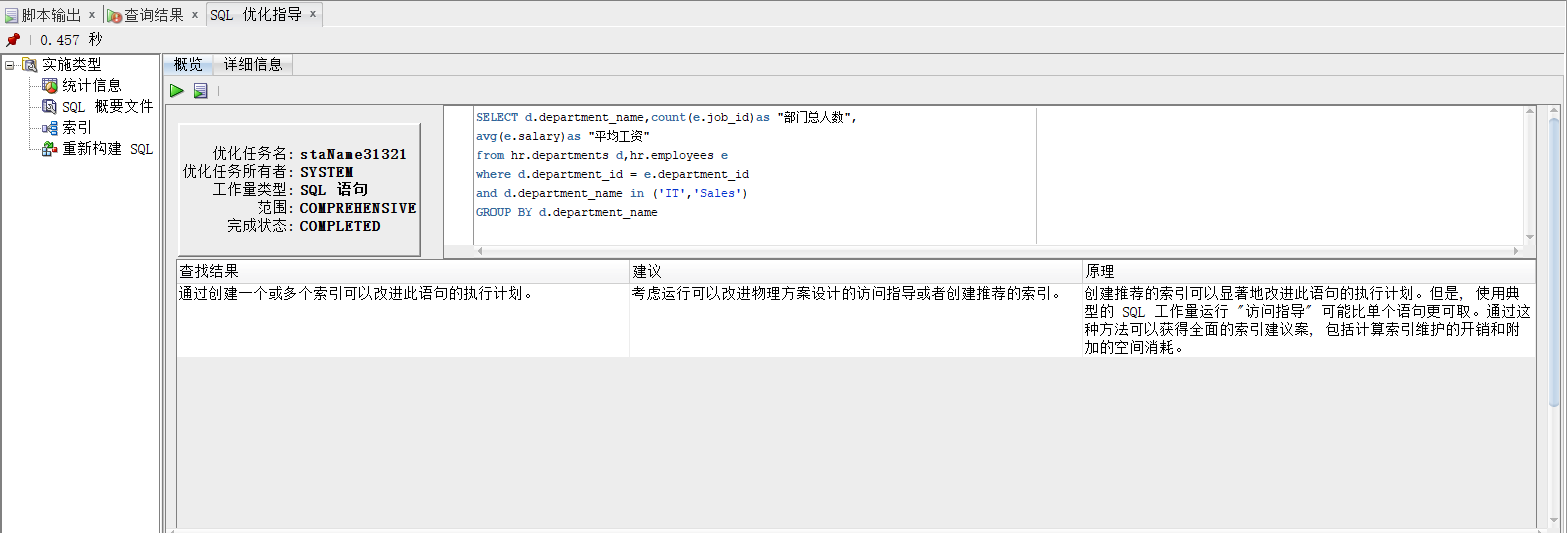 脚本输出 x 查询结果 x SQL 优化指导 x
0.457 秒
实施类型
统计信息
SQL 概要文件
索引
重新构建 SQL
概览 详细信息
优化任务名: staName31321
优化任务所有者: SYSTEM
工作量类型: SQL 语句
范围: COMPREHENSIVE
完成状态: COMPLETED
SELECT d.department_name,count(e.job_id)as "部门总人数",
avg(e.salary)as "平均工资"
from hr.departments d,hr.employees e
where d.department_id = e.department_id
and d.department_name in ('IT','Sales')
GROUP BY d.department_name
查找结果 建议 原理
通过创建一个或多个索引可以改进此语句的执行计划。
考虑运行可以改进物理方案设计的访问指导或者创建推荐的索引。
创建推荐的索引可以显著地改进此语句的执行计划。但是, 使用典
型的 SQL 工作量运行 "访问指导" 可能比单个语句更可取。通过这
种方法可以获得全面的索引建议案, 包括计算索引维护的开销和附
加的空间消耗。